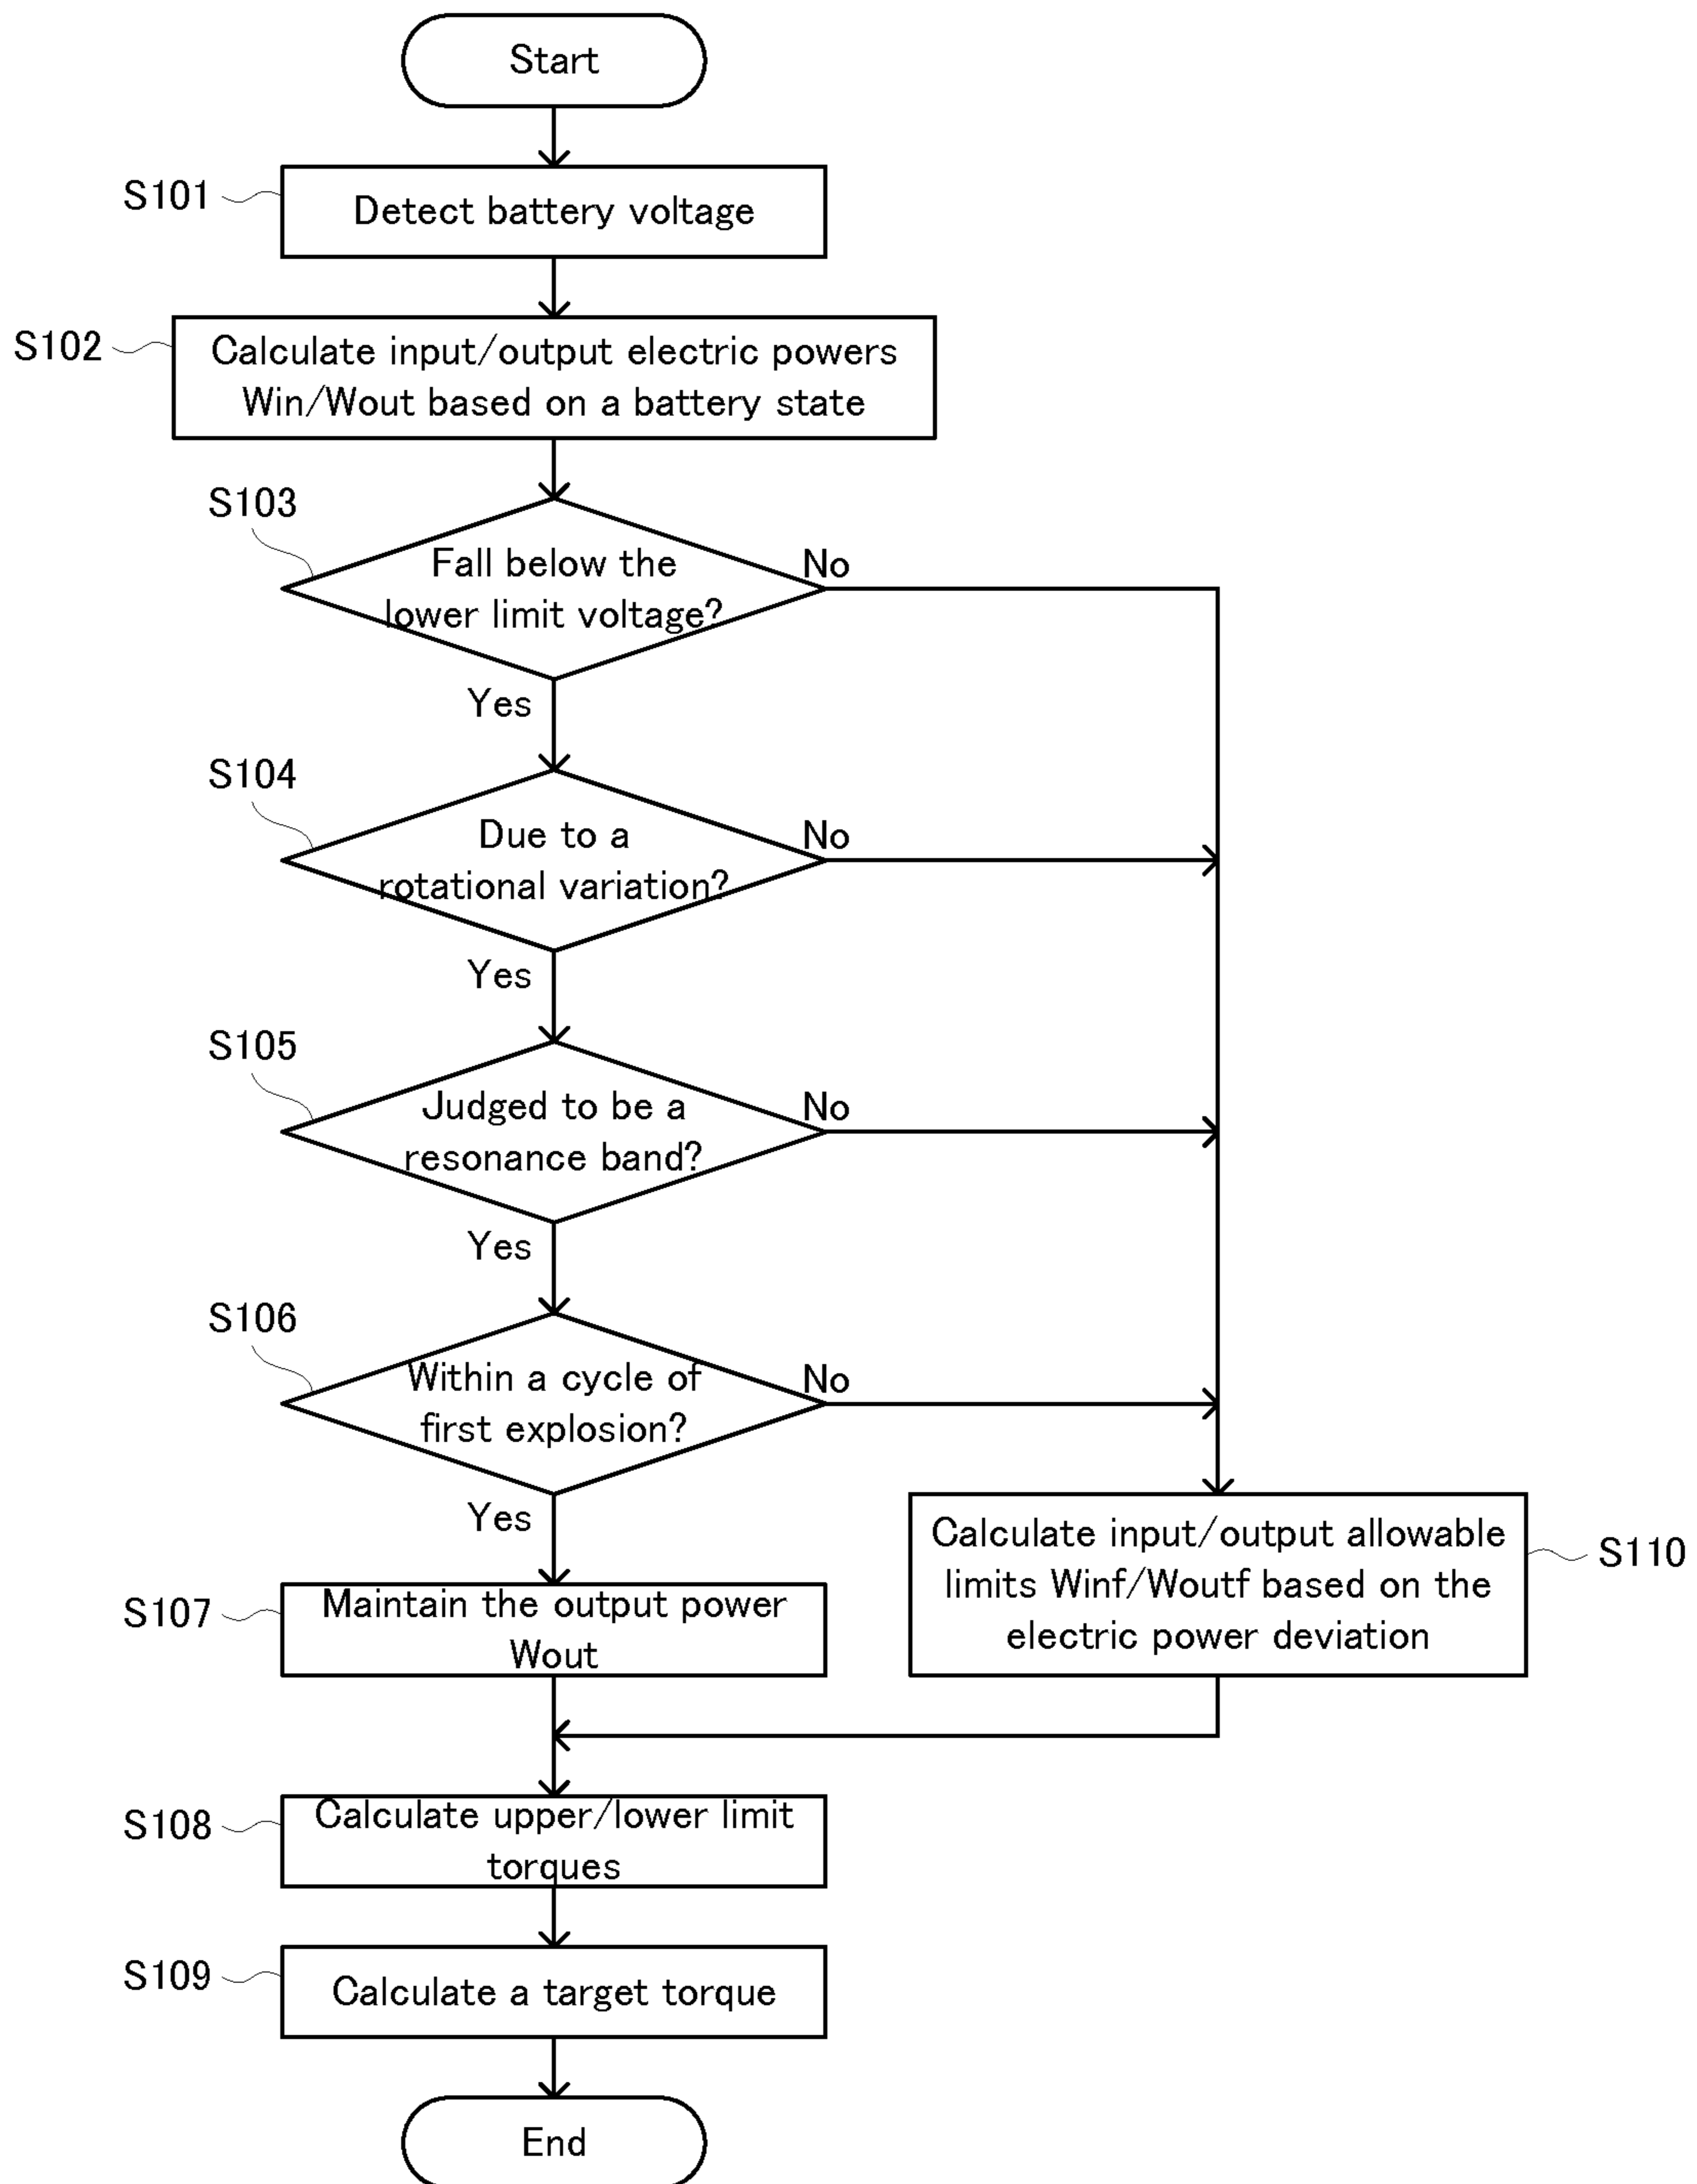 Start
S101
Detect battery voltage
S102
Calculate input/output electric powers
Win/Wout based on a battery state
S103
Fall below the
lower limit voltage?
No
Yes
S104
Due to a
rotational variation?
No
Yes
S105
Judged to be a
resonance band?
No
Yes
S106
Within a cycle of
first explosion?
No
Yes
S107
Maintain the output power
Wout
Calculate input/output allowable
limits Winf/Woutf based on the
electric power deviation
S110
S108
Calculate upper/lower limit
torques
S109
Calculate a target torque
End